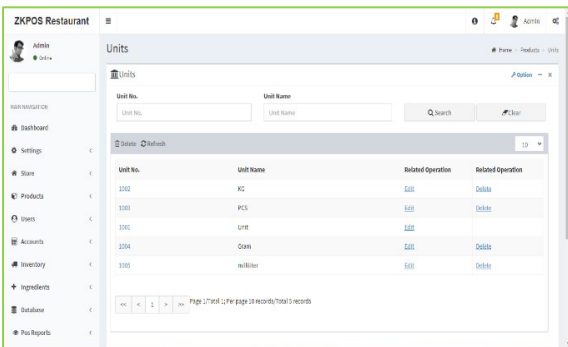 ZKPOS Restaurant
Admin
Admin
Online
Units
Home > Products > Units
Units
Option
Unit No.
Unit Name
Unit No.
Unit Name
Search
Clear
MAIN NAVIGATION
Dashboard
Settings
Store
Products
Users
Accounts
Inventory
Ingredients
Database
Pos Reports
Delete Refresh
10
Unit No. Unit Name Related Operation Related Operation
1002 KG Edit Delete
1003 PCS Edit Delete
1001 Unit Edit
1004 Gram Edit Delete
1005 milliliter Edit Delete
<< < 1 > >> Page 1/Total 1; Per page 10 records/Total 5 records